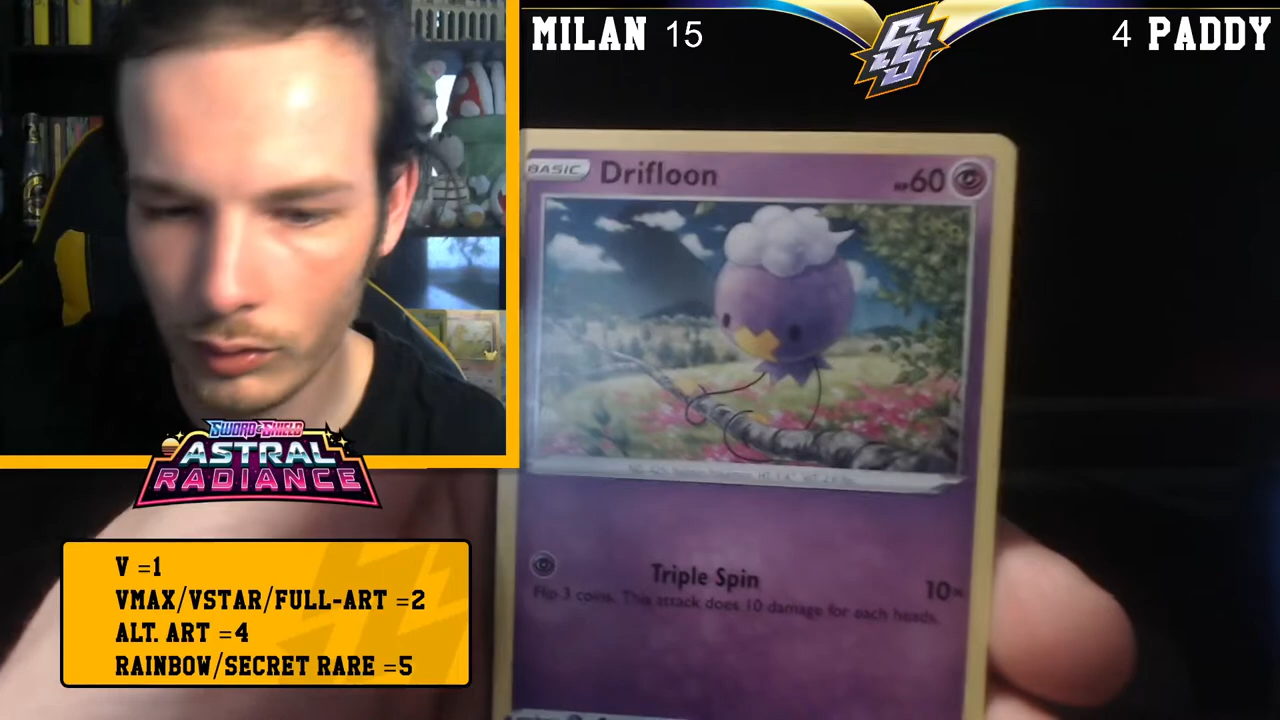 MILAN 15
4 PADDY
BASIC Drifloon HP60
Triple Spin 10×
Flip 3 coins. This attack does 10 damage for each heads.
SWORD & SHIELD
ASTRAL
RADIANCE
V =1
VMAX/VSTAR/FULL-ART =2
ALT. ART =4
RAINBOW/SECRET RARE =5